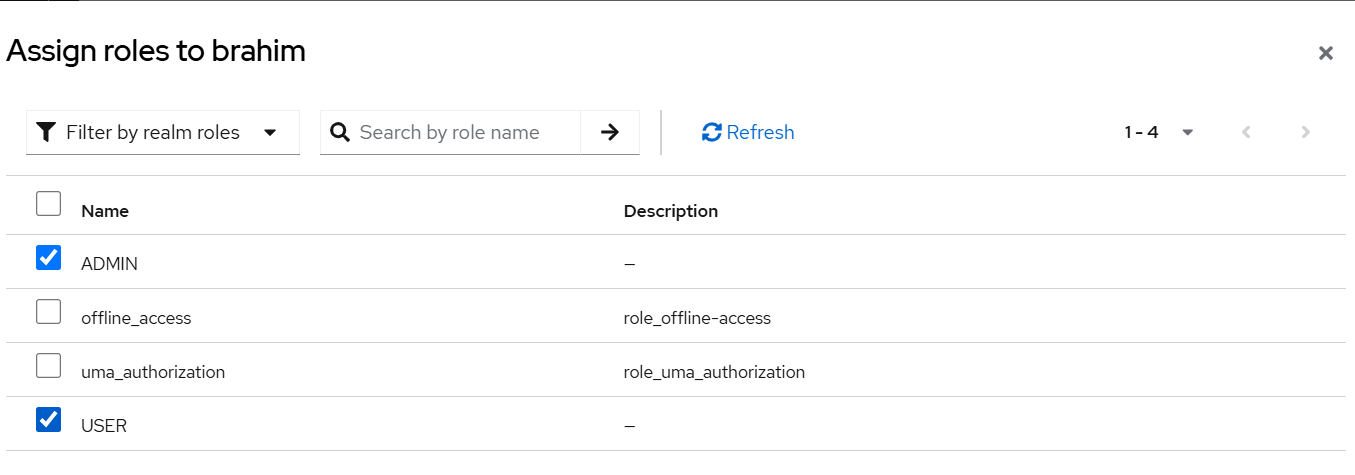 Assign roles to brahim
Filter by realm roles
Search by role name
Refresh
1 - 4
Name Description
ADMIN –
offline_access role_offline-access
uma_authorization role_uma_authorization
USER –